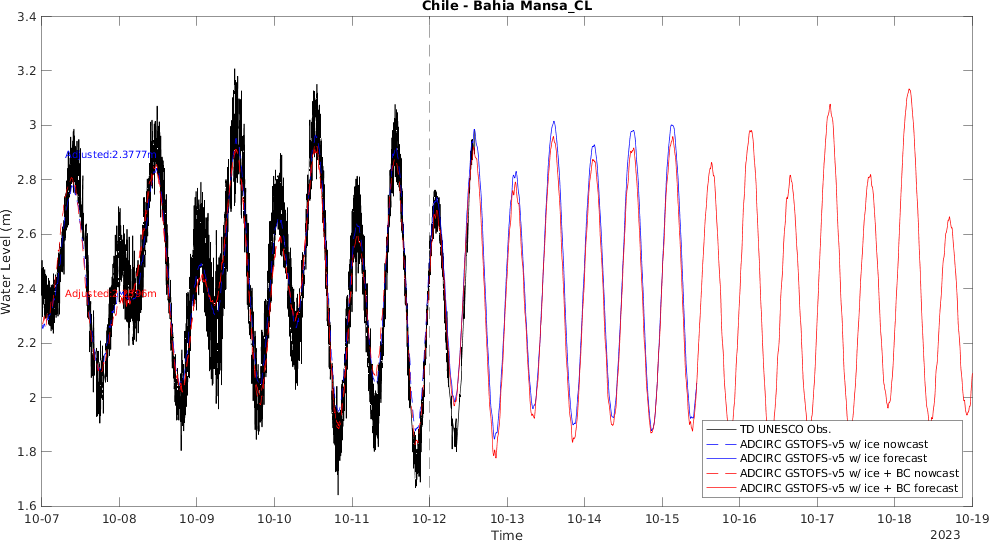 Chile - Bahia Mansa_CL
Water Level (m)
3.4
3.2
3
2.8
2.6
2.4
2.2
2
1.8
1.6
Adjusted:2.3777m
TD UNESCO Obs.
ADCIRC GSTOFS-v5 w/ ice nowcast
ADCIRC GSTOFS-v5 w/ ice forecast
ADCIRC GSTOFS-v5 w/ ice + BC nowcast
ADCIRC GSTOFS-v5 w/ ice + BC forecast
10-07 10-08 10-09 10-10 10-11 10-12 10-13 10-14 10-15 10-16 10-17 10-18 10-19
Time
2023